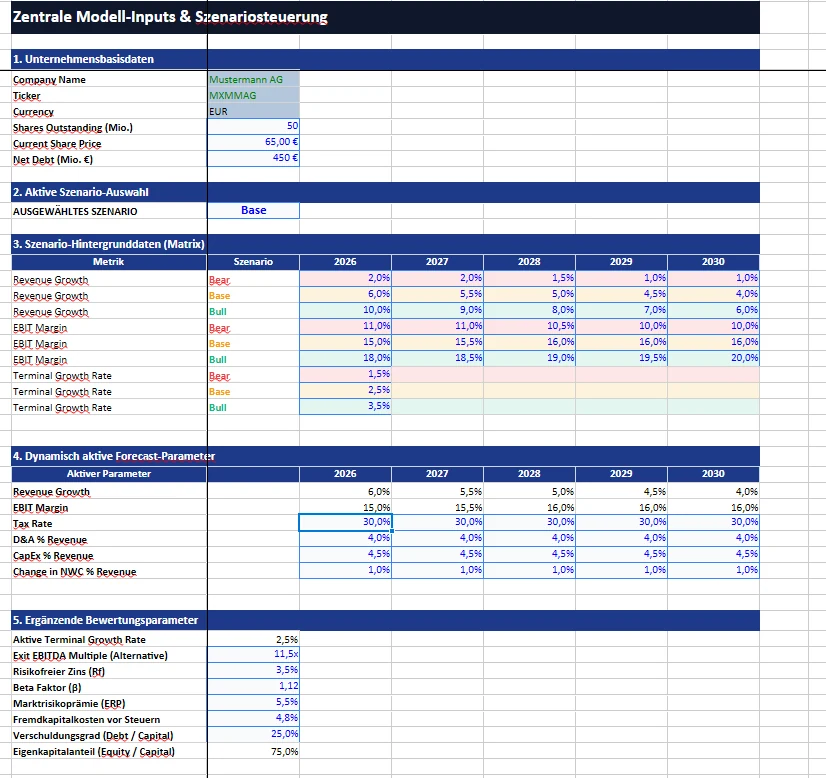 Zentrale Modell-Inputs & Szenariosteuerung
1. Unternehmensbasisdaten
Company Name Mustermann AG
Ticker MXMMAG
Currency EUR
Shares Outstanding (Mio.) 50
Current Share Price 65,00 €
Net Debt (Mio. €) 450 €
2. Aktive Szenario-Auswahl
AUSGEWÄHLTES SZENARIO Base
3. Szenario-Hintergrunddaten (Matrix)
Metrik Szenario 2026 2027 2028 2029 2030
Revenue Growth Bear 2,0% 2,0% 1,5% 1,0% 1,0%
Revenue Growth Base 6,0% 5,5% 5,0% 4,5% 4,0%
Revenue Growth Bull 10,0% 9,0% 8,0% 7,0% 6,0%
EBIT Margin Bear 11,0% 11,0% 10,5% 10,0% 10,0%
EBIT Margin Base 15,0% 15,5% 16,0% 16,0% 16,0%
EBIT Margin Bull 18,0% 18,5% 19,0% 19,5% 20,0%
Terminal Growth Rate Bear 1,5%
Terminal Growth Rate Base 2,5%
Terminal Growth Rate Bull 3,5%
4. Dynamisch aktive Forecast-Parameter
Aktiver Parameter 2026 2027 2028 2029 2030
Revenue Growth 6,0% 5,5% 5,0% 4,5% 4,0%
EBIT Margin 15,0% 15,5% 16,0% 16,0% 16,0%
Tax Rate 30,0% 30,0% 30,0% 30,0% 30,0%
D&A % Revenue 4,0% 4,0% 4,0% 4,0% 4,0%
CapEx % Revenue 4,5% 4,5% 4,5% 4,5% 4,5%
Change in NWC % Revenue 1,0% 1,0% 1,0% 1,0% 1,0%
5. Ergänzende Bewertungsparameter
Aktive Terminal Growth Rate 2,5%
Exit EBITDA Multiple (Alternative) 11,5x
Risikofreier Zins (Rf) 3,5%
Beta Faktor (β) 1,12
Marktrisikoprämie (ERP) 5,5%
Fremdkapitalkosten vor Steuern 4,8%
Verschuldungsgrad (Debt / Capital) 25,0%
Eigenkapitalanteil (Equity / Capital) 75,0%